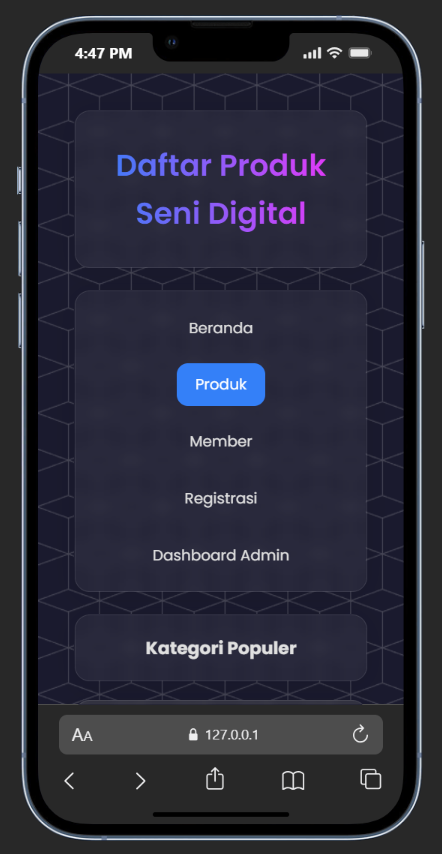 4:47 PM
Daftar Produk
Seni Digital
Beranda
Produk
Member
Registrasi
Dashboard Admin
Kategori Populer
AA
127.0.0.1